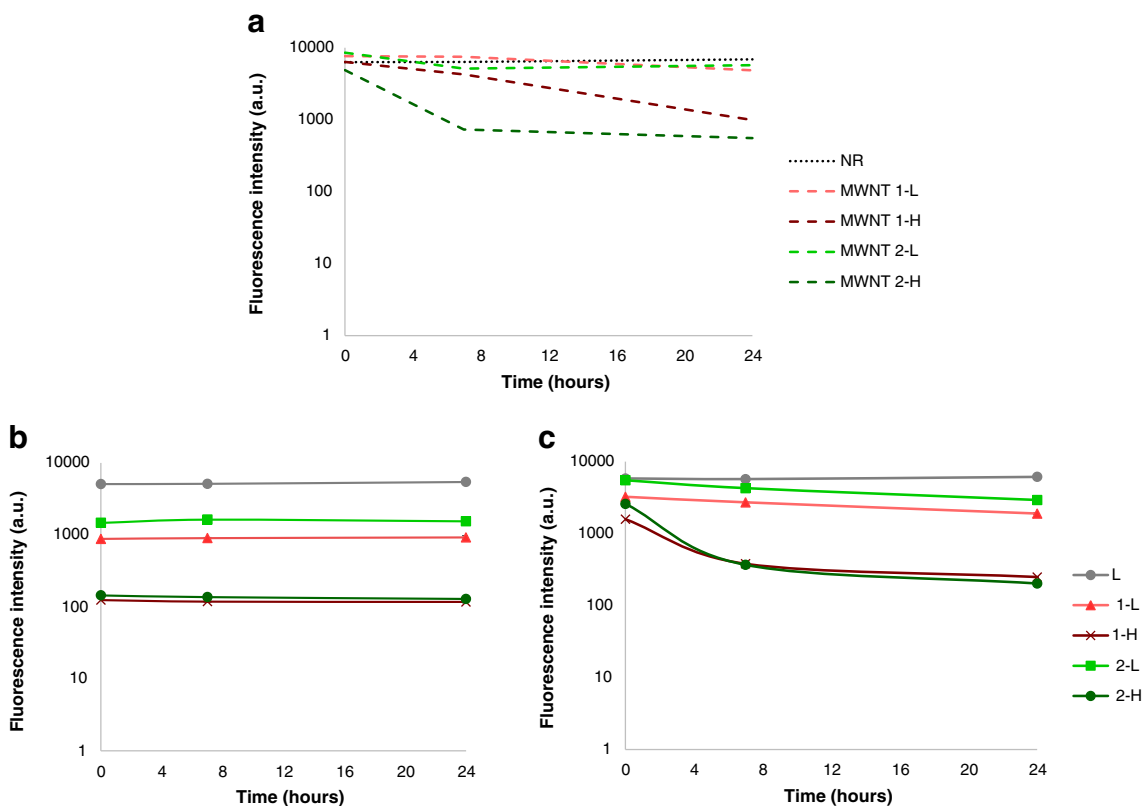 a
Fluorescence intensity (a.u.)
10000
1000
100
10
1
0 4 8 12 16 20 24
Time (hours)
NR
MWNT 1-L
MWNT 1-H
MWNT 2-L
MWNT 2-H
b
Fluorescence intensity (a.u.)
10000
1000
100
10
1
0 4 8 12 16 20 24
Time (hours)
c
Fluorescence intensity (a.u.)
10000
1000
100
10
1
0 4 8 12 16 20 24
Time (hours)
L
1-L
1-H
2-L
2-H